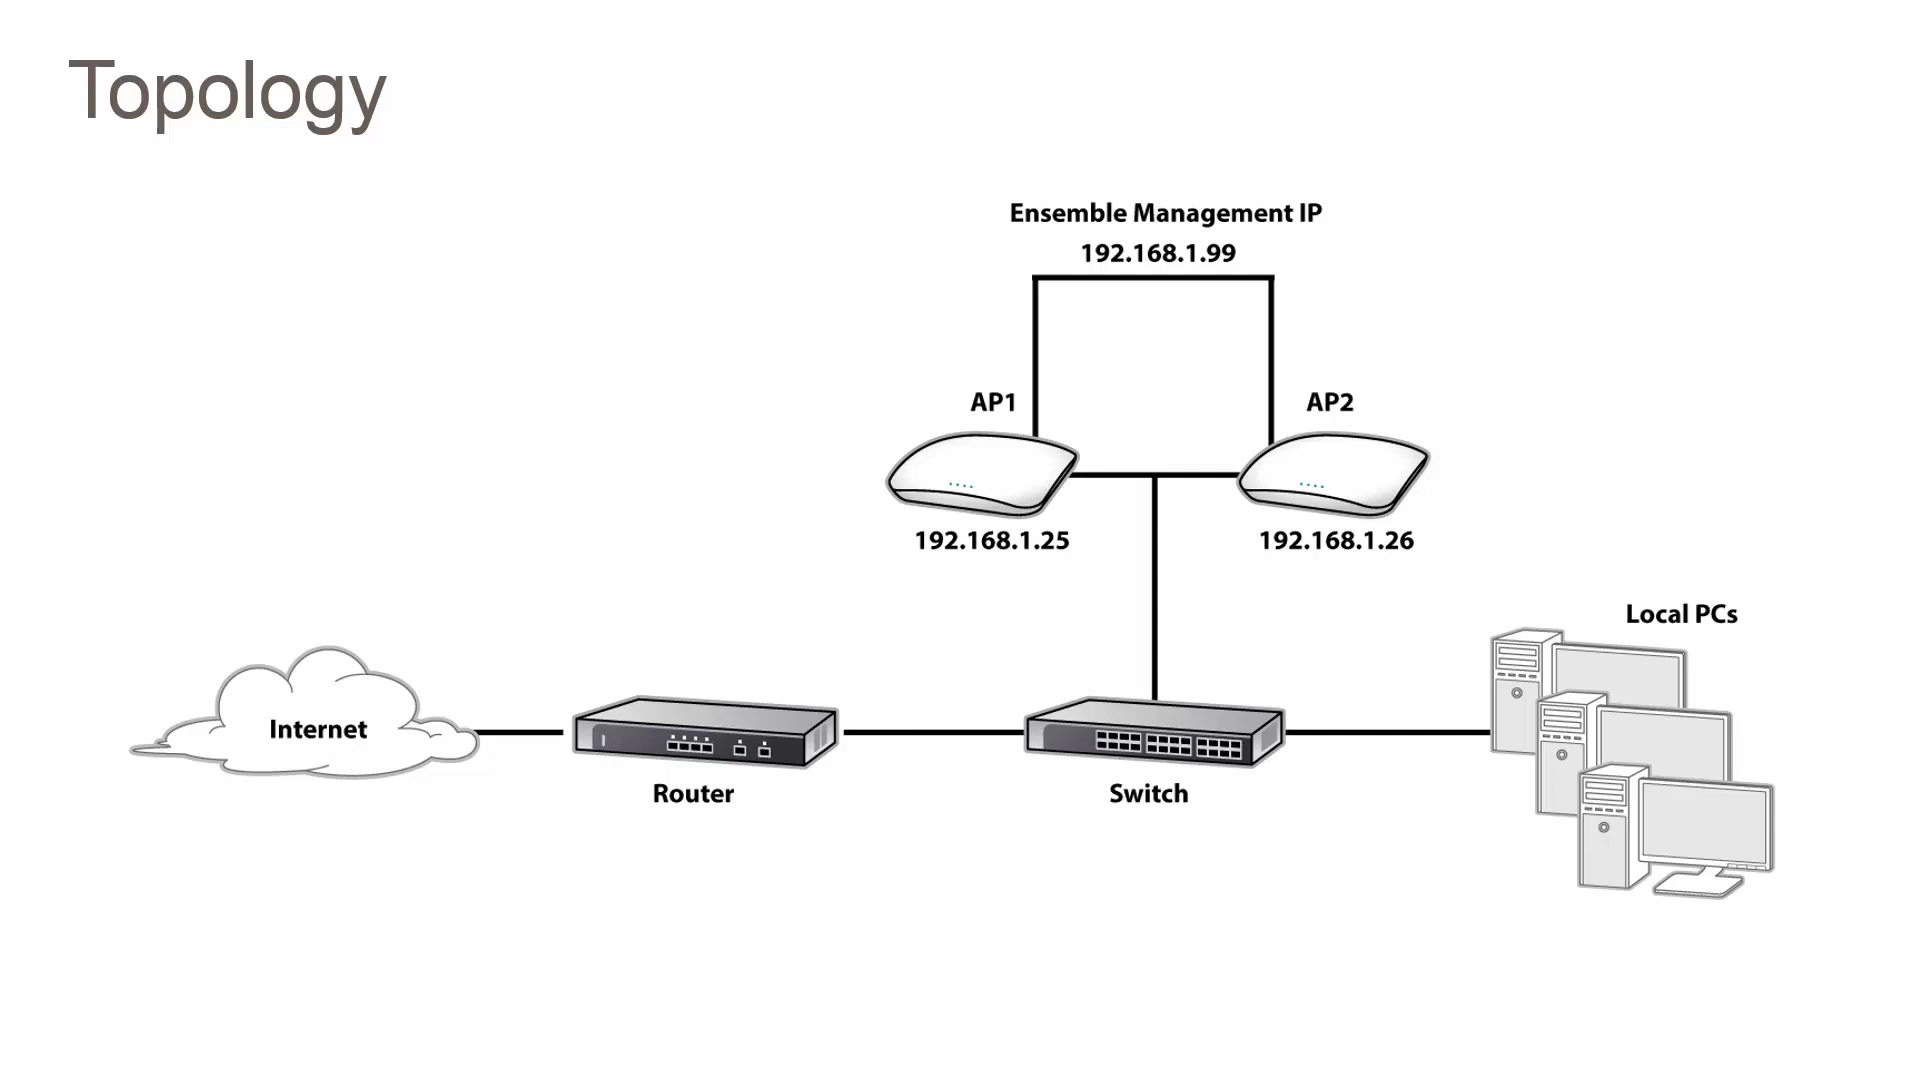 Topology
Ensemble Management IP
192.168.1.99
AP1
AP2
192.168.1.25
192.168.1.26
Local PCs
Internet
Router
Switch